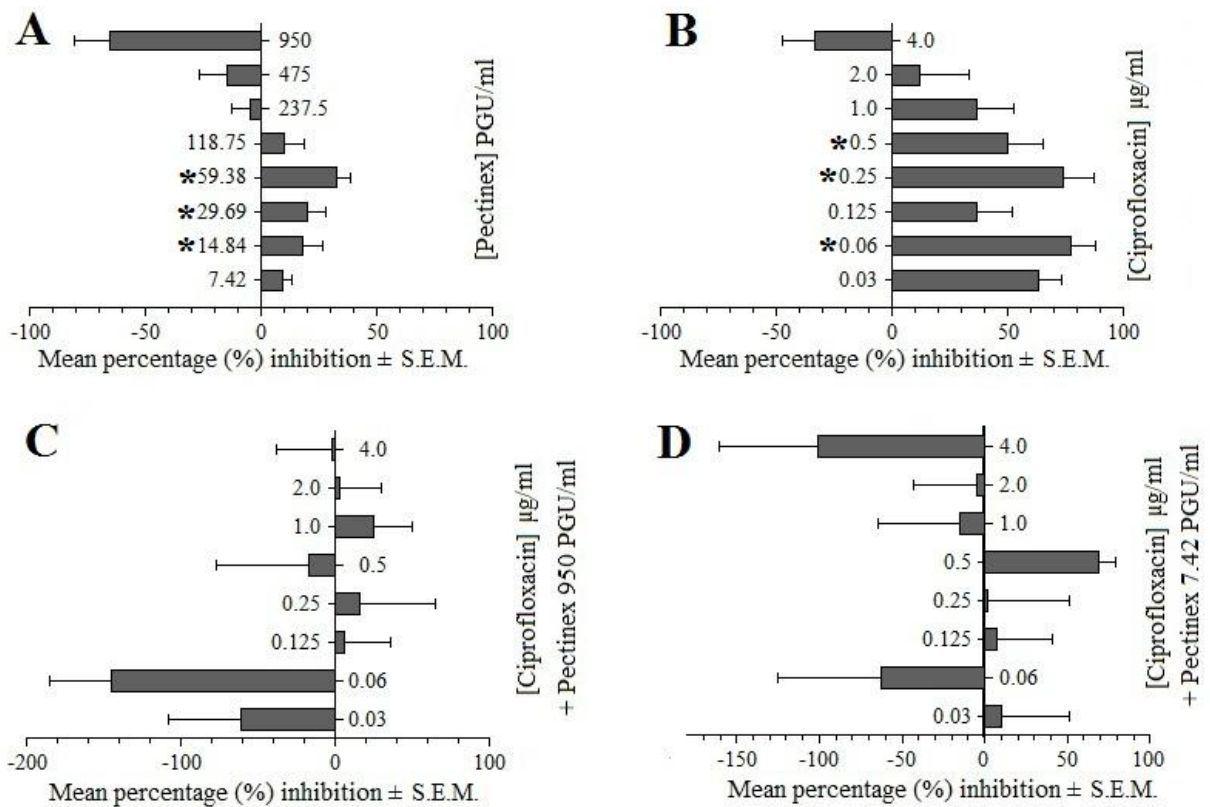 A
950
475
237.5
118.75
*59.38
*29.69
*14.84
7.42
-100 -50 0 50 100
Mean percentage (%) inhibition ± S.E.M.
[Pectinex] PGU/ml
B
4.0
2.0
1.0
*0.5
*0.25
0.125
*0.06
0.03
-100 -50 0 50 100
Mean percentage (%) inhibition ± S.E.M.
[Ciprofloxacin] µg/ml
C
4.0
2.0
1.0
0.5
0.25
0.125
0.06
0.03
-200 -100 0 100
Mean percentage (%) inhibition ± S.E.M.
[Ciprofloxacin] µg/ml
+ Pectinex 950 PGU/ml
D
4.0
2.0
1.0
0.5
0.25
0.125
0.06
0.03
-150 -100 -50 0 50 100
Mean percentage (%) inhibition ± S.E.M.
[Ciprofloxacin] µg/ml
+ Pectinex 7.42 PGU/ml